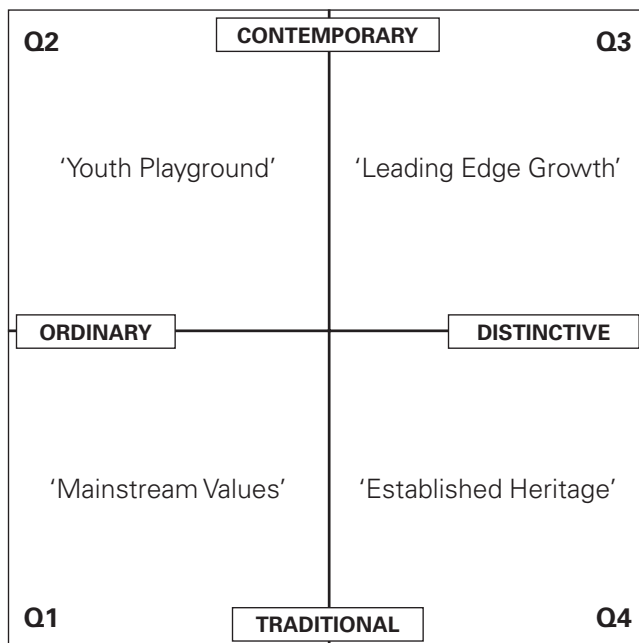 Q2
CONTEMPORARY
Q3
‘Youth Playground’
‘Leading Edge Growth’
ORDINARY
DISTINCTIVE
‘Mainstream Values’
‘Established Heritage’
Q1
TRADITIONAL
Q4